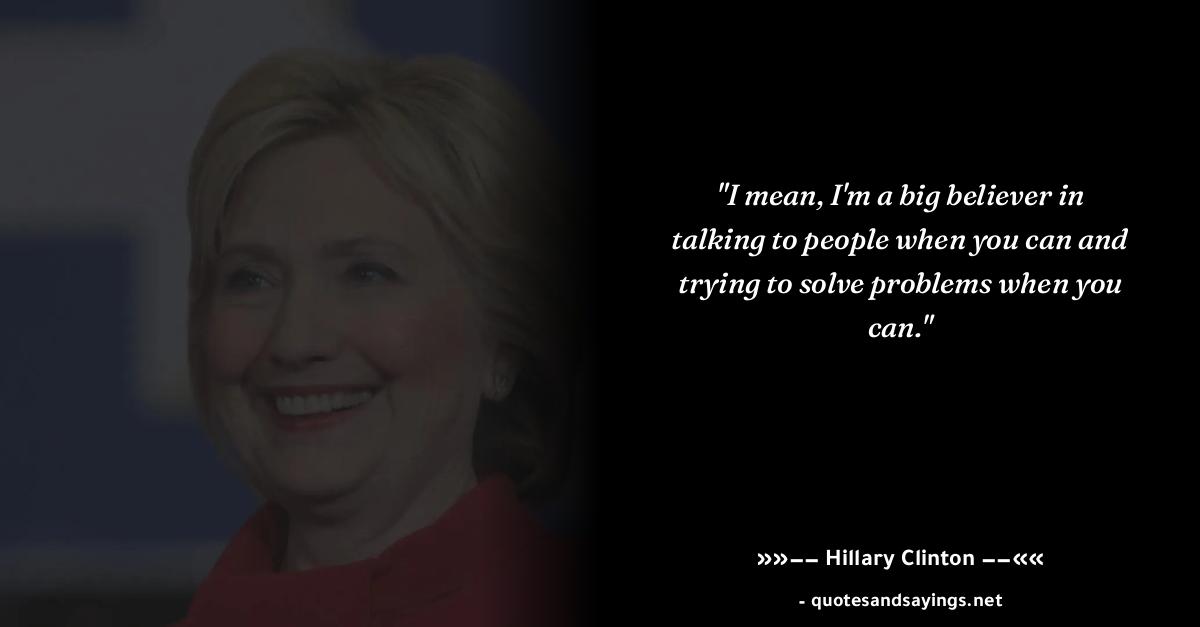 "I mean, I'm a big believer in
talking to people when you can and
trying to solve problems when you
can."
»»−− Hillary Clinton −−««
- quotesandsayings.net